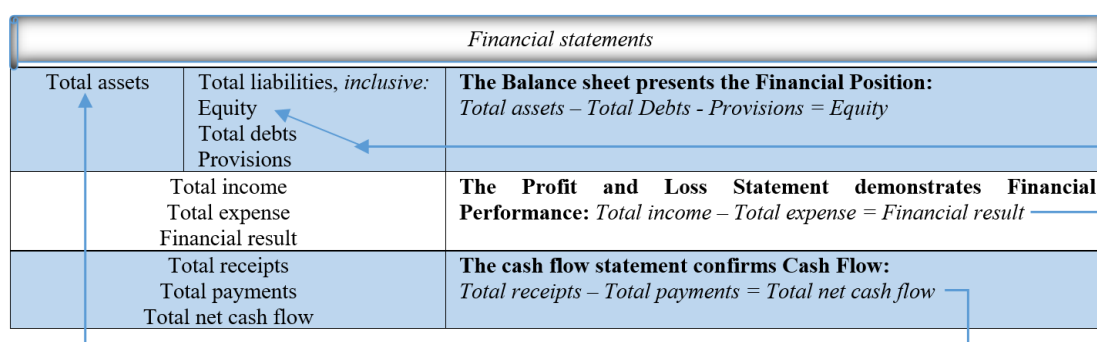 Financial statements
Total assets
Total liabilities, inclusive:
Equity
Total debts
Provisions
The Balance sheet presents the Financial Position:
Total assets – Total Debts - Provisions = Equity
Total income
Total expense
Financial result
The Profit and Loss Statement demonstrates Financial
Performance: Total income – Total expense = Financial result
Total receipts
Total payments
Total net cash flow
The cash flow statement confirms Cash Flow:
Total receipts – Total payments = Total net cash flow